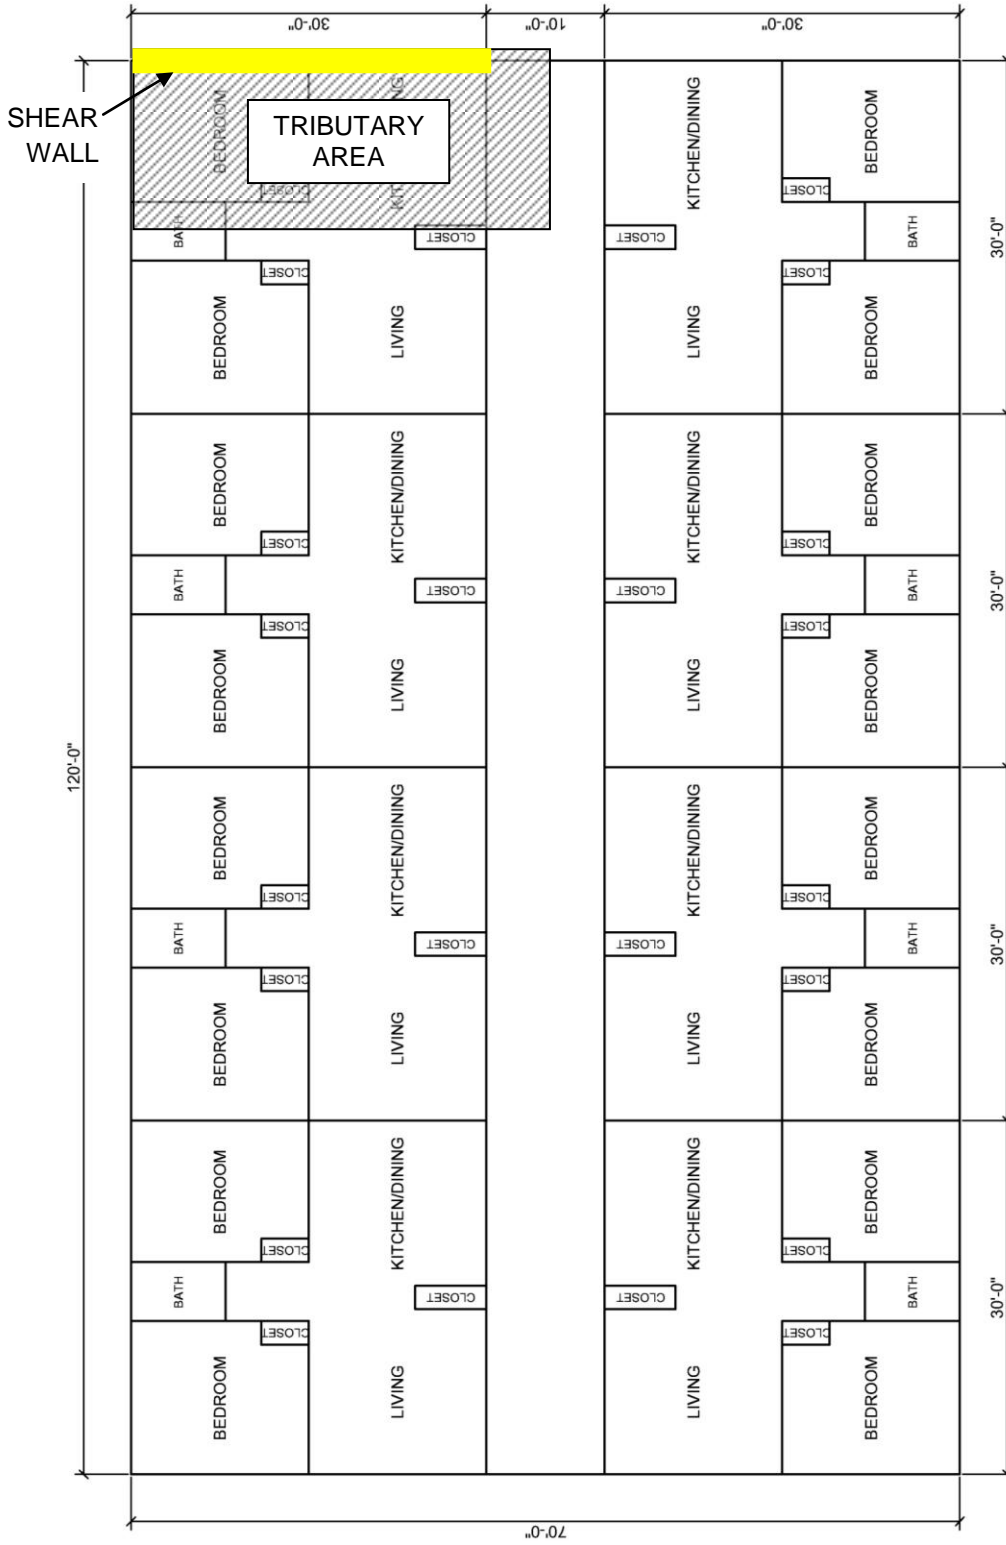 30'-0"
10'-0"
30'-0"
SHEAR
WALL
TRIBUTARY
AREA
BEDROOM
KITCHEN/DINING
BEDROOM
CLOSET
CLOSET
BATH
CLOSET
CLOSET
BATH
30'-0"
CLOSET
CLOSET
BEDROOM
LIVING
LIVING
BEDROOM
BEDROOM
KITCHEN/DINING
KITCHEN/DINING
BEDROOM
CLOSET
CLOSET
BATH
CLOSET
CLOSET
BATH
30'-0"
CLOSET
CLOSET
BEDROOM
LIVING
LIVING
BEDROOM
120'-0"
BEDROOM
KITCHEN/DINING
KITCHEN/DINING
BEDROOM
CLOSET
CLOSET
BATH
CLOSET
CLOSET
BATH
30'-0"
CLOSET
CLOSET
BEDROOM
LIVING
LIVING
BEDROOM
BEDROOM
KITCHEN/DINING
KITCHEN/DINING
BEDROOM
CLOSET
CLOSET
BATH
CLOSET
CLOSET
BATH
30'-0"
CLOSET
CLOSET
BEDROOM
LIVING
LIVING
BEDROOM
70'-0"